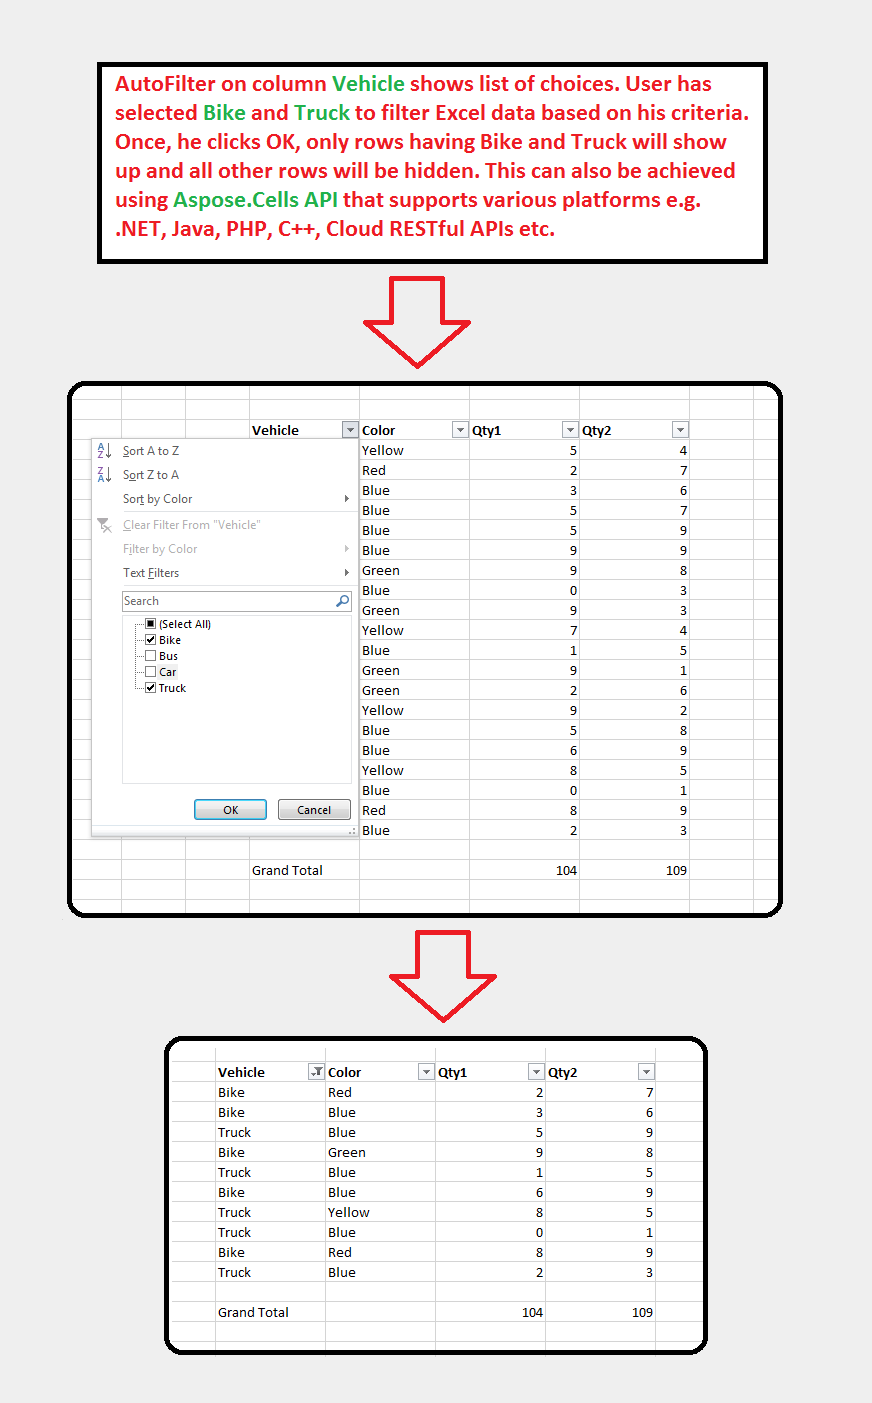 AutoFilter on column Vehicle shows list of choices. User has
selected Bike and Truck to filter Excel data based on his criteria.
Once, he clicks OK, only rows having Bike and Truck will show
up and all other rows will be hidden. This can also be achieved
using Aspose.Cells API that supports various platforms e.g.
.NET, Java, PHP, C++, Cloud RESTful APIs etc.
Vehicle Color Qty1 Qty2
Sort A to Z
Sort Z to A
Sort by Color
Clear Filter From "Vehicle"
Filter by Color
Text Filters
Search
(Select All)
Bike
Bus
Car
Truck
OK Cancel
Yellow 5 4
Red 2 7
Blue 3 6
Blue 5 7
Blue 5 9
Blue 9 9
Green 9 8
Blue 0 3
Green 9 3
Yellow 7 4
Blue 1 5
Green 9 1
Green 2 6
Yellow 9 2
Blue 5 8
Blue 6 9
Yellow 8 5
Blue 0 1
Red 8 9
Blue 2 3
Grand Total 104 109
Vehicle Color Qty1 Qty2
Bike Red 2 7
Bike Blue 3 6
Truck Blue 5 9
Bike Green 9 8
Truck Blue 1 5
Bike Blue 6 9
Truck Yellow 8 5
Truck Blue 0 1
Bike Red 8 9
Truck Blue 2 3
Grand Total 104 109